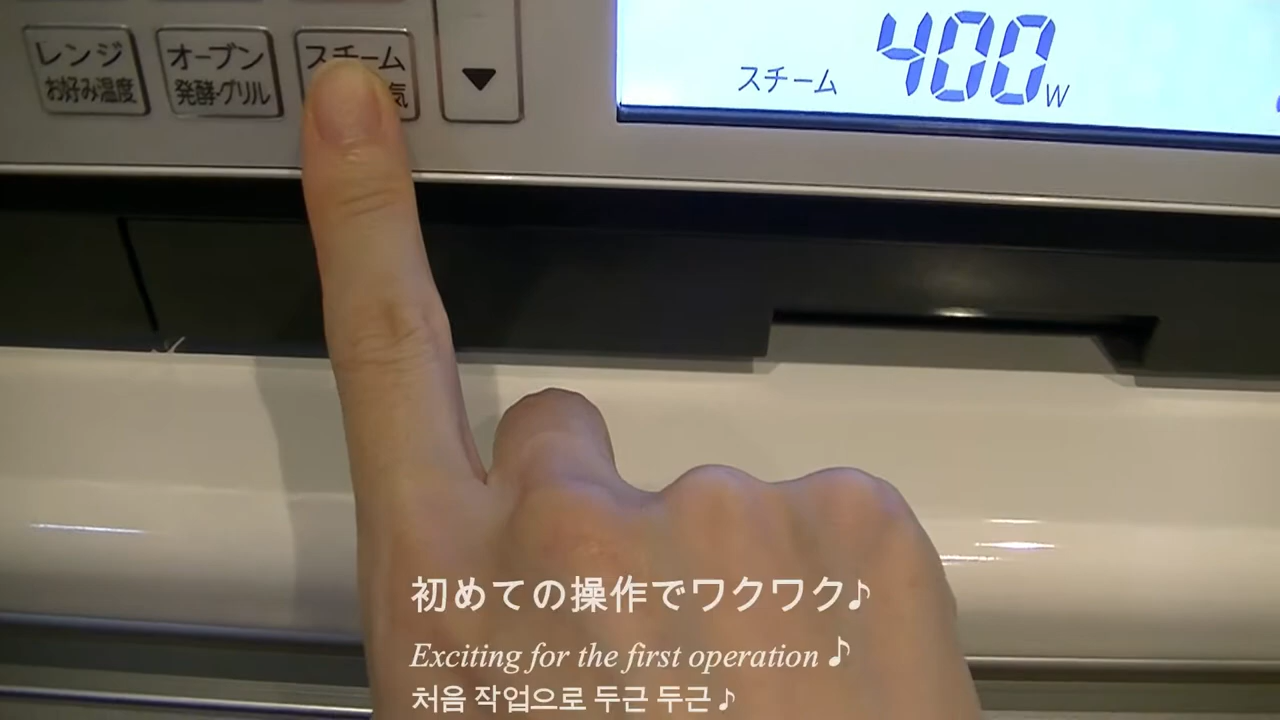 レンジ
お好み温度
オーブン
発酵・グリル
スチーム
気
▼
スチーム 400W
初めての操作でワクワク♪
Exciting for the first operation ♪
처음 작업으로 두근 두근 ♪